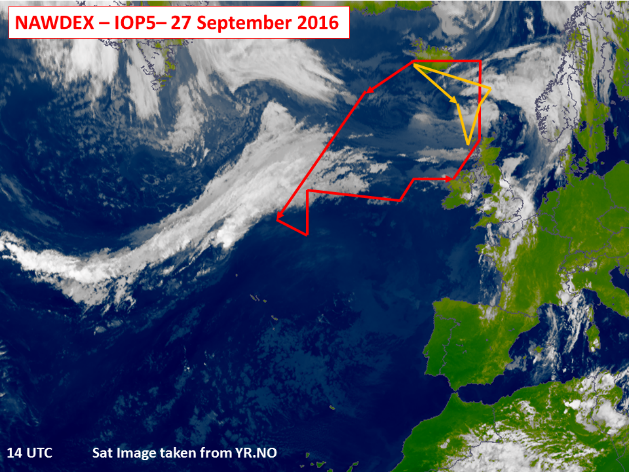 NAWDEX – IOP5– 27 September 2016
14 UTC Sat Image taken from YR.NO